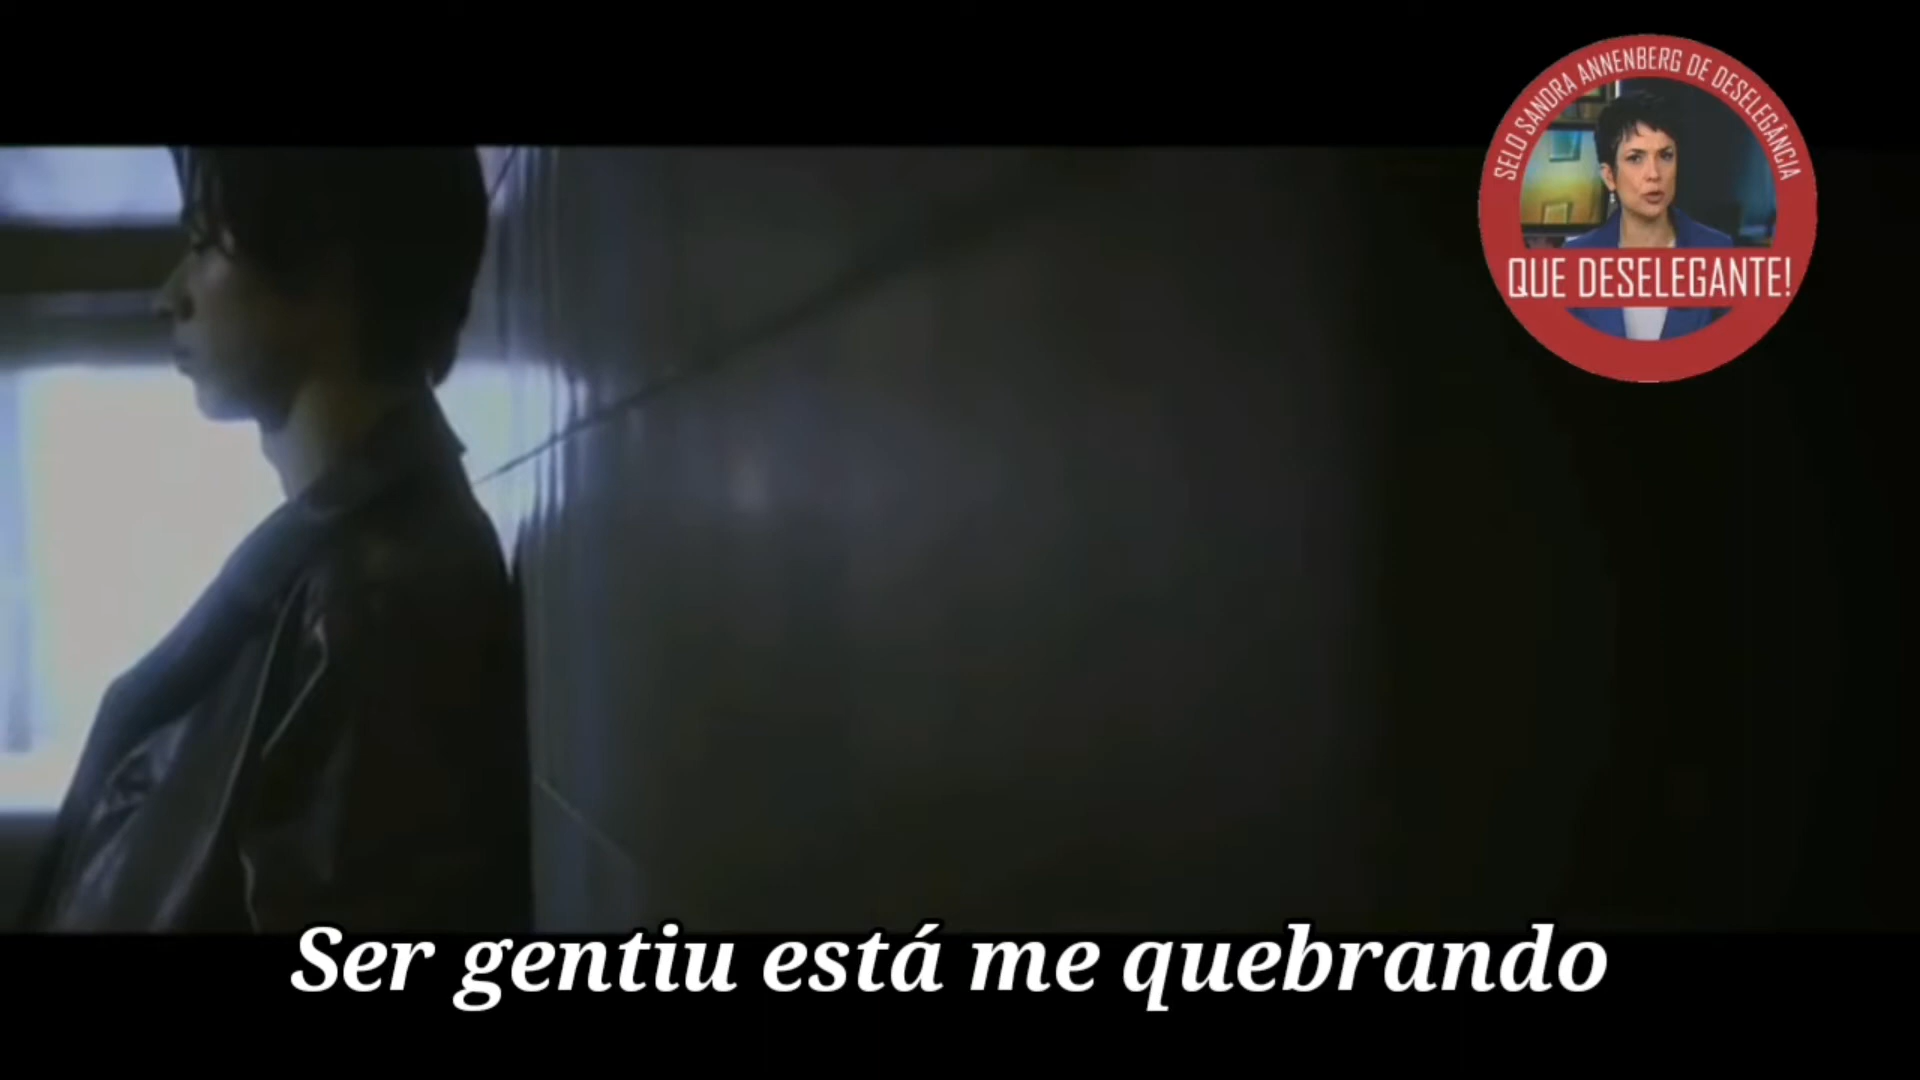 SELO SANDRA ANNENBERG DE DESELEGÂNCIA
QUE DESELEGANTE!
Ser gentiu está me quebrando